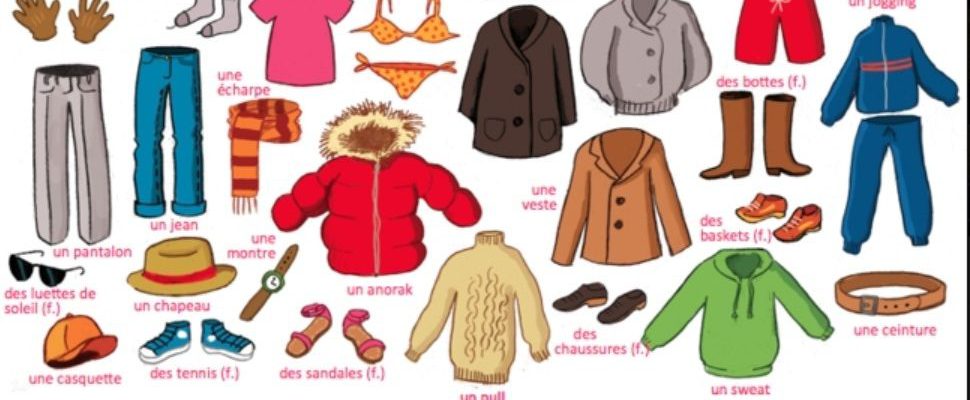 un jogging
une
écharpe
des bottes (f.)
une
veste
un jean
des
baskets (f.)
un pantalon
une
montre
des luettes de
soleil (f.)
un chapeau
un anorak
des
chaussures (f.)
une ceinture
une casquette
des tennis (f.)
des sandales (f.)
un pull
un sweat